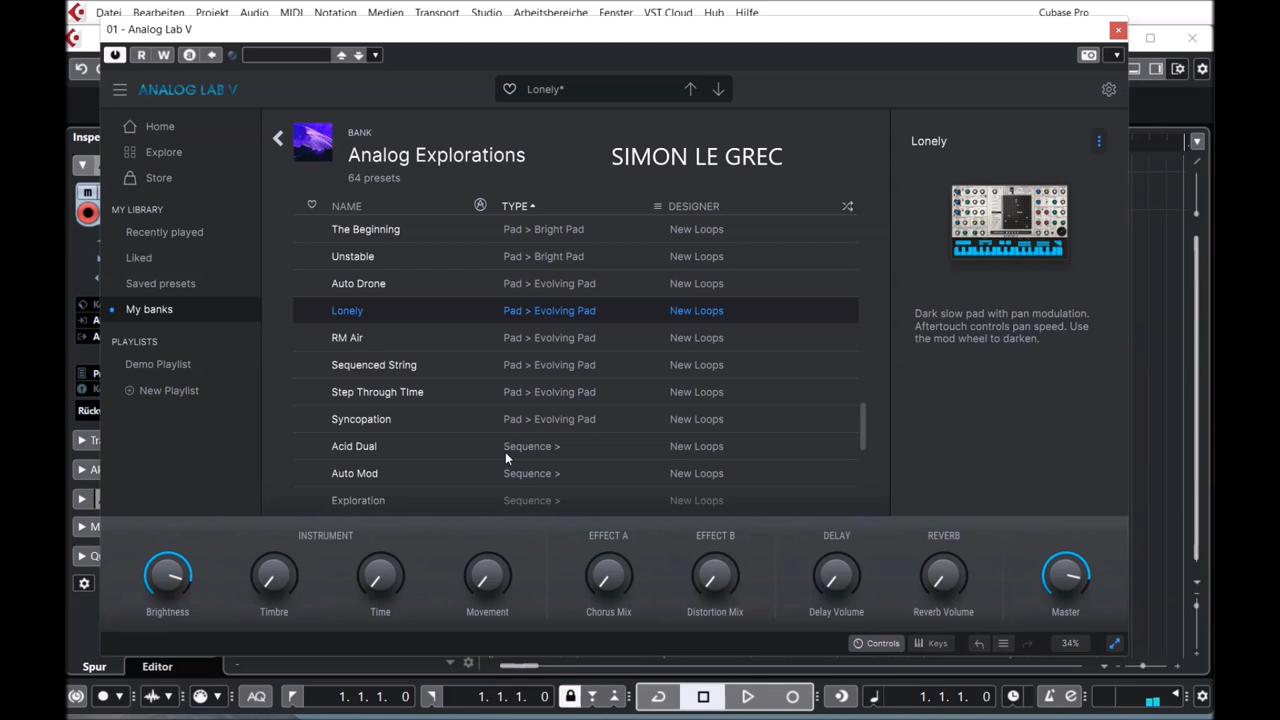 Datei Bearbeiten Projekt Audio MIDI Notation Medien Transport Studio Arbeitsbereiche Fenster VST Cloud Hub Hilfe Cubase Pro
01 - Analog Lab V
R W
ANALOG LAB V
Lonely*
Home
Explore
Store
MY LIBRARY
Recently played
Liked
Saved presets
My banks
PLAYLISTS
Demo Playlist
New Playlist
BANK
Analog Explorations
64 presets
SIMON LE GREC
NAME TYPE DESIGNER
The Beginning Pad > Bright Pad New Loops
Unstable Pad > Bright Pad New Loops
Auto Drone Pad > Evolving Pad New Loops
Lonely Pad > Evolving Pad New Loops
RM Air Pad > Evolving Pad New Loops
Sequenced String Pad > Evolving Pad New Loops
Step Through TIme Pad > Evolving Pad New Loops
Syncopation Pad > Evolving Pad New Loops
Acid Dual Sequence > New Loops
Auto Mod Sequence > New Loops
Exploration Sequence > New Loops
Lonely
Dark slow pad with pan modulation.
Aftertouch controls pan speed. Use
the mod wheel to darken.
INSTRUMENT EFFECT A EFFECT B DELAY REVERB
Brightness Timbre Time Movement Chorus Mix Distortion Mix Delay Volume Reverb Volume Master
Controls Keys 34%
Inspe
m
Rückv
Tra
Spur Editor
AQ 1. 1. 1. 0 1. 1. 1. 0 1. 1. 1. 0